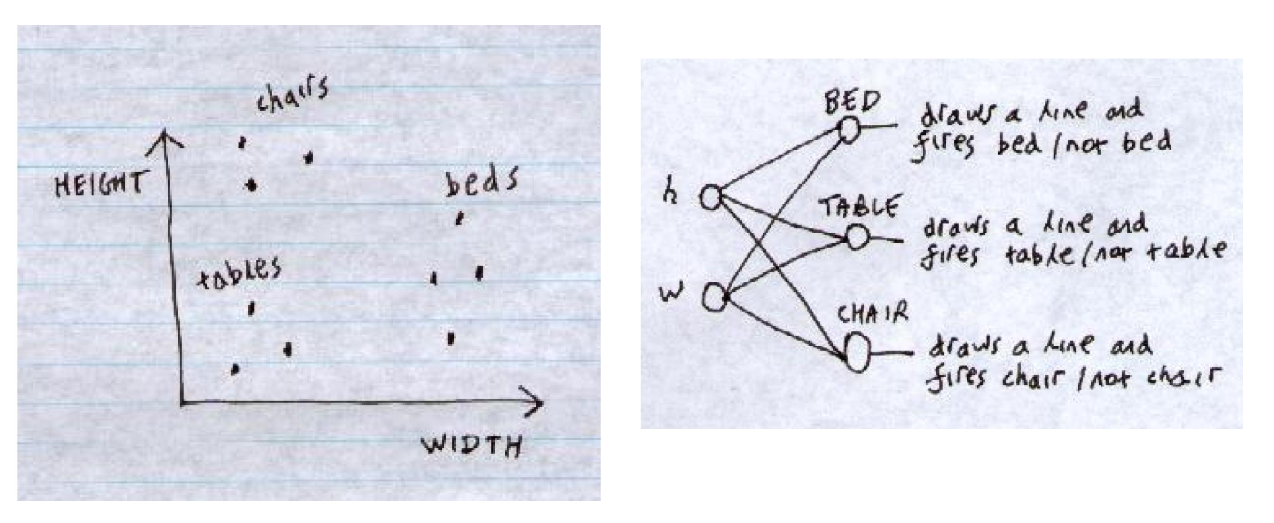 chairs
HEIGHT
beds
tables
WIDTH
BED
draws a line and
fires bed / not bed
h
TABLE
draws a line and
fires table / not table
w
CHAIR
draws a line and
fires chair / not chair